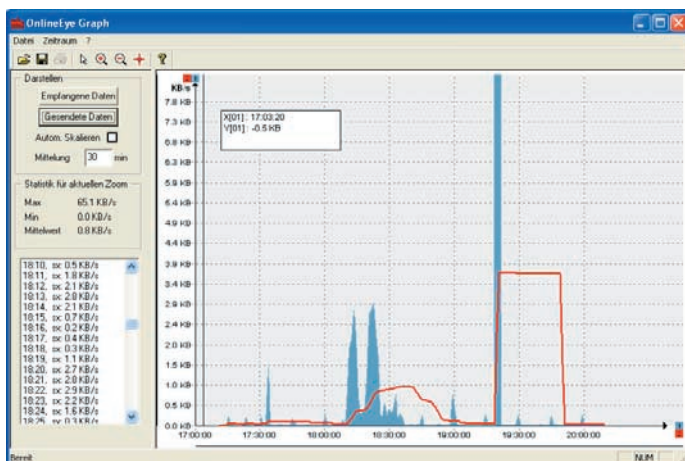 OnlineEye Graph
Datei Zeitraum ?
Darstellen
Empfangene Daten
Gesendete Daten
Autom. Skalieren
Mittelung 30 min
Statistik für aktuellen Zoom
Max 65.1 KB/s
Min 0.0 KB/s
Mittelwert 0.8 KB/s
18:10, sx: 0.5 KB/s
18:11, sx: 1.8 KB/s
18:12, sx: 2.1 KB/s
18:13, sx: 2.8 KB/s
18:14, sx: 2.1 KB/s
18:15, sx: 0.7 KB/s
18:16, sx: 0.2 KB/s
18:17, sx: 0.4 KB/s
18:18, sx: 0.3 KB/s
18:19, sx: 1.1 KB/s
18:20, sx: 2.7 KB/s
18:21, sx: 2.8 KB/s
18:22, sx: 2.9 KB/s
18:23, sx: 2.2 KB/s
18:24, sx: 1.6 KB/s
18:25, sx: 0.3 KB/s
KB/s
7.8 KB
7.3 KB
6.8 KB
6.3 KB
5.9 KB
5.4 KB
4.9 KB
4.4 KB
3.9 KB
3.4 KB
2.9 KB
2.4 KB
1.5 KB
1.0 KB
0.5 KB
0.0 KB
X[01] : 17:03:20
Y[01] : -0.5 KB
17:00:00 17:30:00 18:00:00 18:30:00 19:00:00 19:30:00 20:00:00
Bereit
NUM